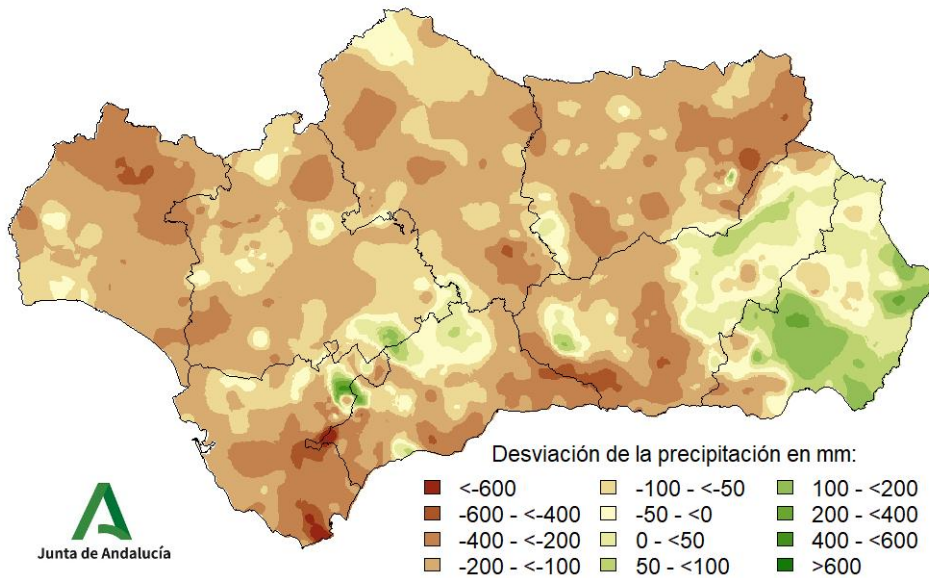 Desviación de la precipitación en mm:
<-600 -100 - <-50 100 - <200
-600 - <-400 -50 - <0 200 - <400
-400 - <-200 0 - <50 400 - <600
-200 - <-100 50 - <100 >600
Junta de Andalucía